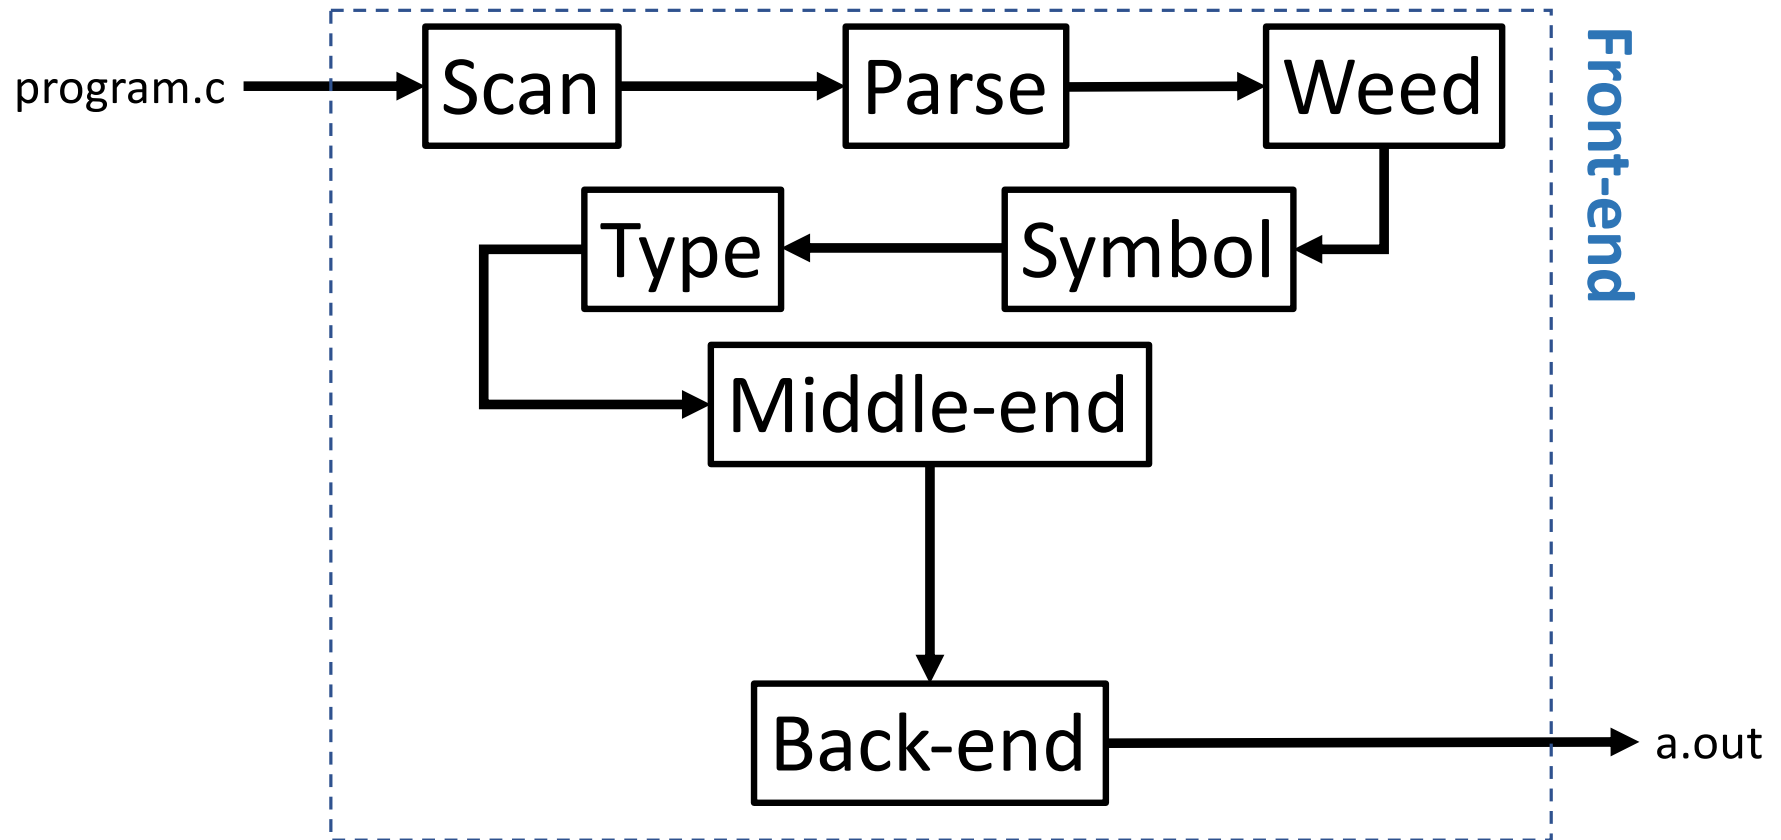 program.c
Scan
Parse
Weed
Front-end
Type
Symbol
Middle-end
Back-end
a.out